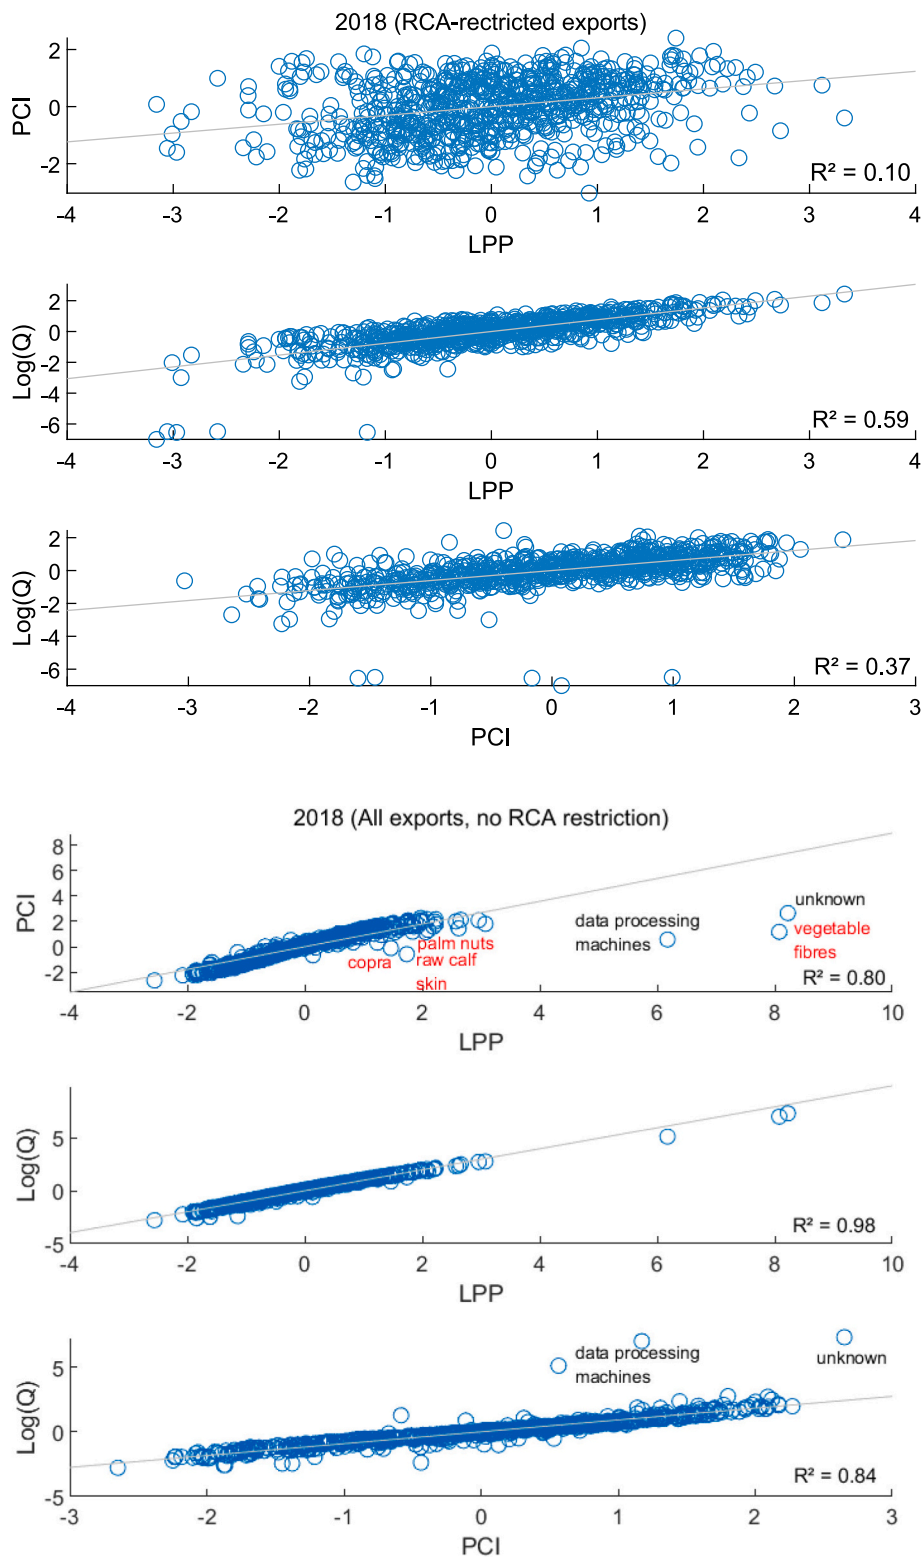 2018 (RCA-restricted exports)
2
0
-2
PCI
R² = 0.10
-4 -3 -2 -1 0 1 2 3 4
LPP
2
0
-2
-4
-6
Log(Q)
R² = 0.59
-4 -3 -2 -1 0 1 2 3 4
LPP
2
0
-2
-4
-6
Log(Q)
R² = 0.37
-4 -3 -2 -1 0 1 2 3
PCI
2018 (All exports, no RCA restriction)
8
6
4
2
0
-2
PCI
unknown
data processing
machines
vegetable
fibres
palm nuts
copra
raw calf
skin
R² = 0.80
-4 -2 0 2 4 6 8 10
LPP
5
0
-5
Log(Q)
R² = 0.98
-4 -2 0 2 4 6 8 10
LPP
5
0
-5
Log(Q)
data processing
machines
unknown
R² = 0.84
-3 -2 -1 0 1 2 3
PCI